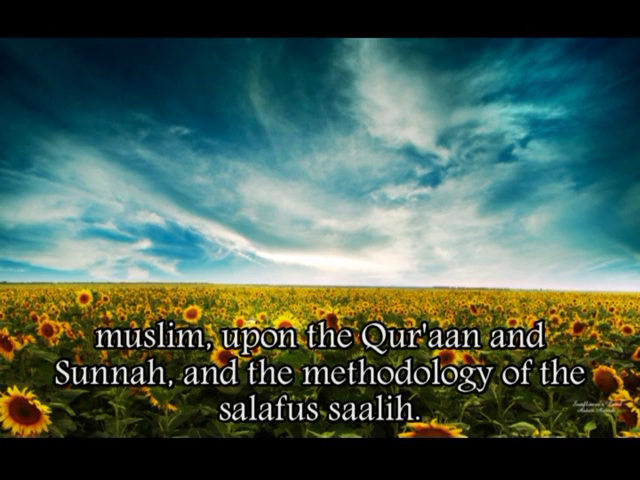 muslim, upon the Qur'aan and
Sunnah, and the methodology of the
salafus saalih.